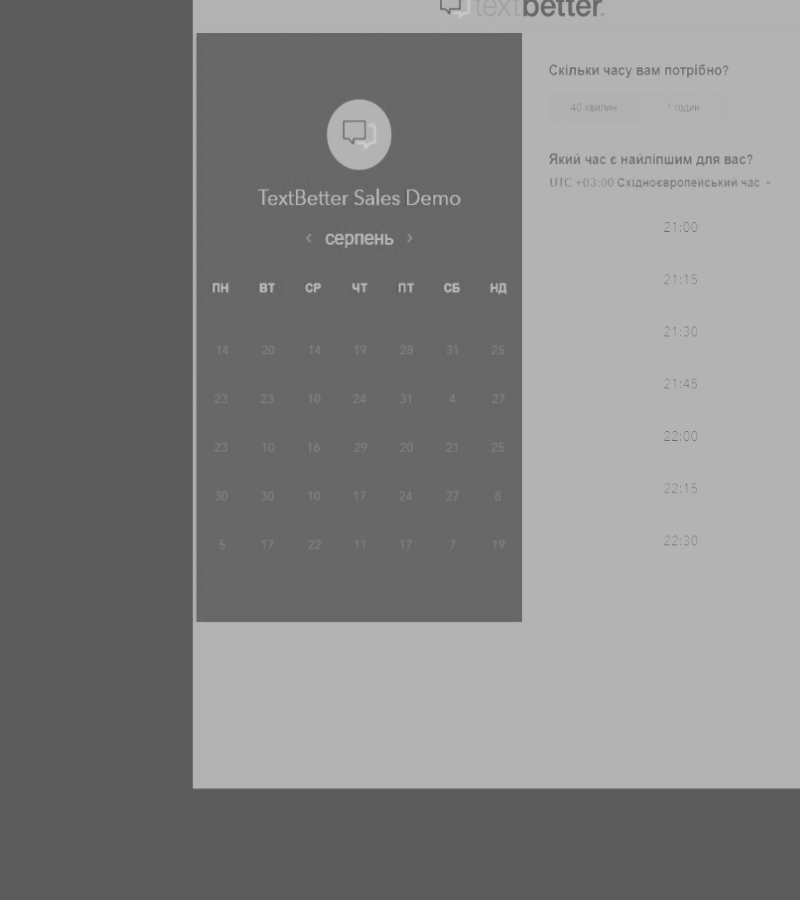 textbetter.
TextBetter Sales Demo
‹ серпень ›
ПН ВТ СР ЧТ ПТ СБ НД
14 20 14 19 28 31 25
23 23 10 24 31 4 27
23 10 16 29 20 21 25
30 30 10 17 24 27 8
5 17 22 11 17 7 19
Скільки часу вам потрібно?
40 хвилин 1 годин
Який час є найліпшим для вас?
UTC +03:00 Східноєвропейський час
21:00
21:15
21:30
21:45
22:00
22:15
22:30